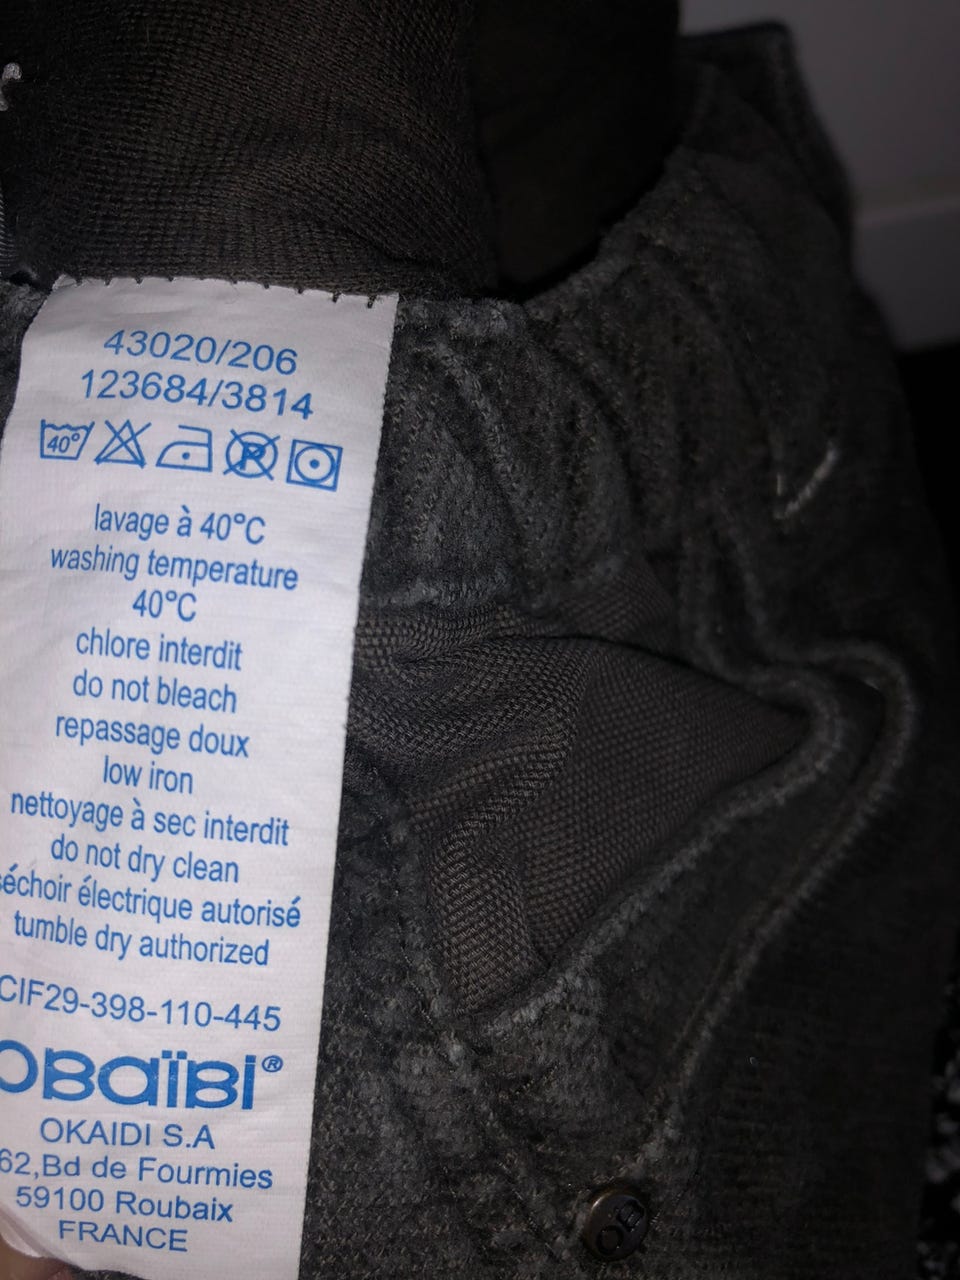 43020/206
123684/3814
40° P
lavage à 40°C
washing temperature
40°C
chlore interdit
do not bleach
repassage doux
low iron
nettoyage à sec interdit
do not dry clean
séchoir électrique autorisé
tumble dry authorized
CIF29-398-110-445
OBaïBi®
OKAIDI S.A
62,Bd de Fourmies
59100 Roubaix
FRANCE
OB